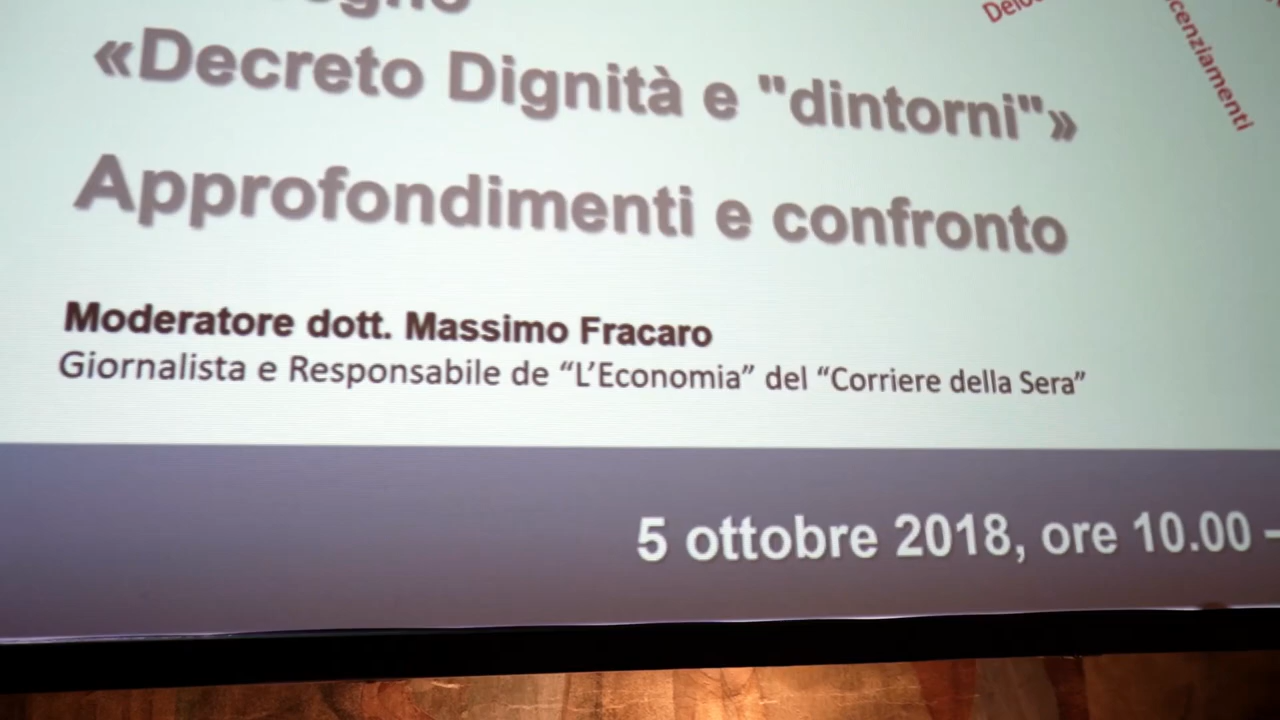 «Decreto Dignità e "dintorni"»
Approfondimenti e confronto
Moderatore dott. Massimo Fracaro
Giornalista e Responsabile de “L’Economia” del “Corriere della Sera”
5 ottobre 2018, ore 10.00 -